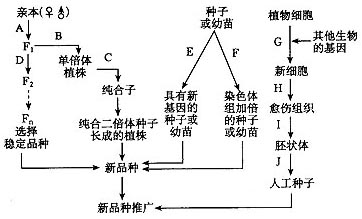 亲本(♀♂)
A
F₁
B
单倍体
植株
D
C
F₂
纯合子
Fₙ
选择
稳定品种
纯合二倍体种子
长成的植株
种子
或幼苗
E
F
具有新
基因的
种子或
幼苗
染色体
组加倍
的种子
或幼苗
新品种
新品种推广
植物细胞
G
其他生物
的基因
新细胞
H
愈伤组织
I
胚状体
J
人工种子